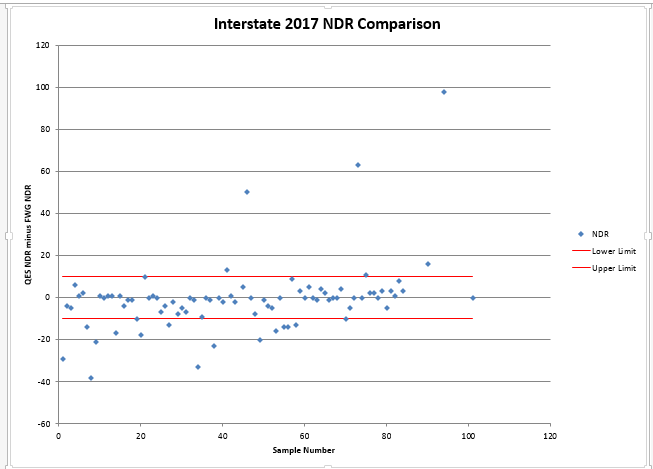 Interstate 2017 NDR Comparison
120
100
80
60
40
20
0
-20
-40
-60
QES NDR minus FWG NDR
0 20 40 60 80 100 120
Sample Number
NDR
Lower Limit
Upper Limit